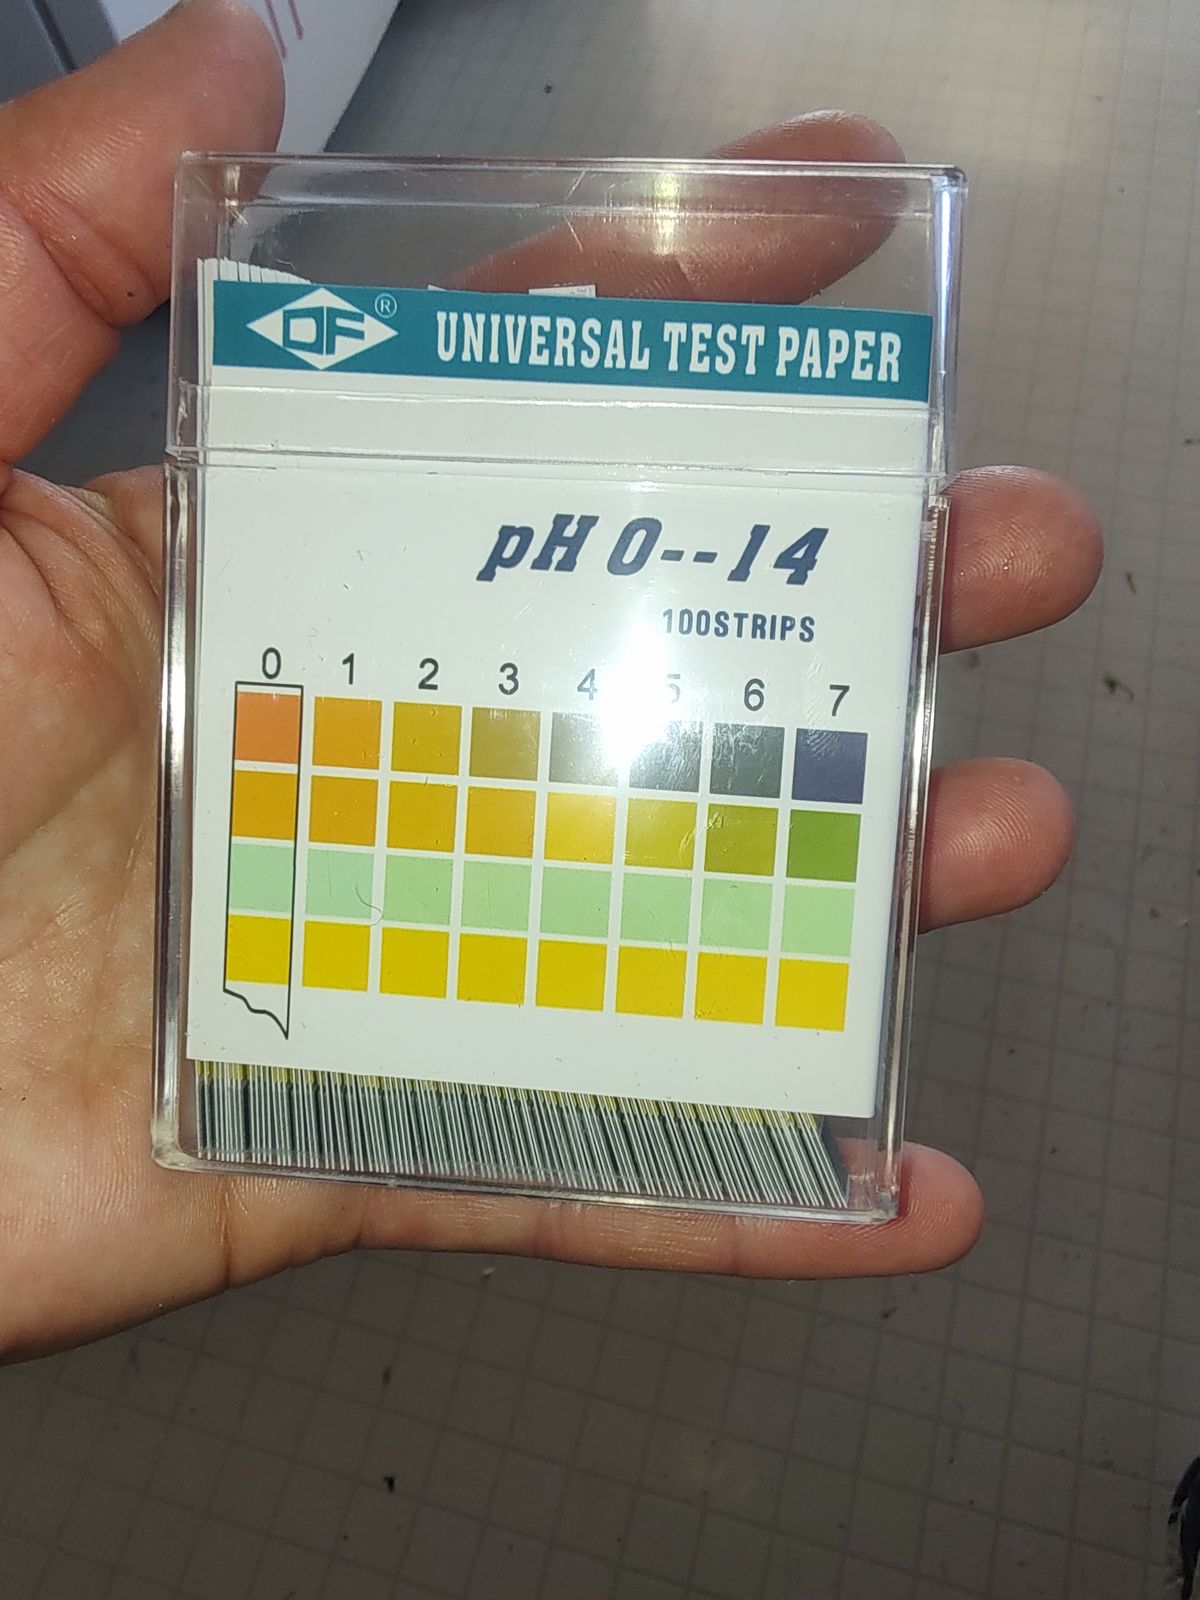 DF ® UNIVERSAL TEST PAPER
pH 0--14
100STRIPS
0 1 2 3 4 5 6 7